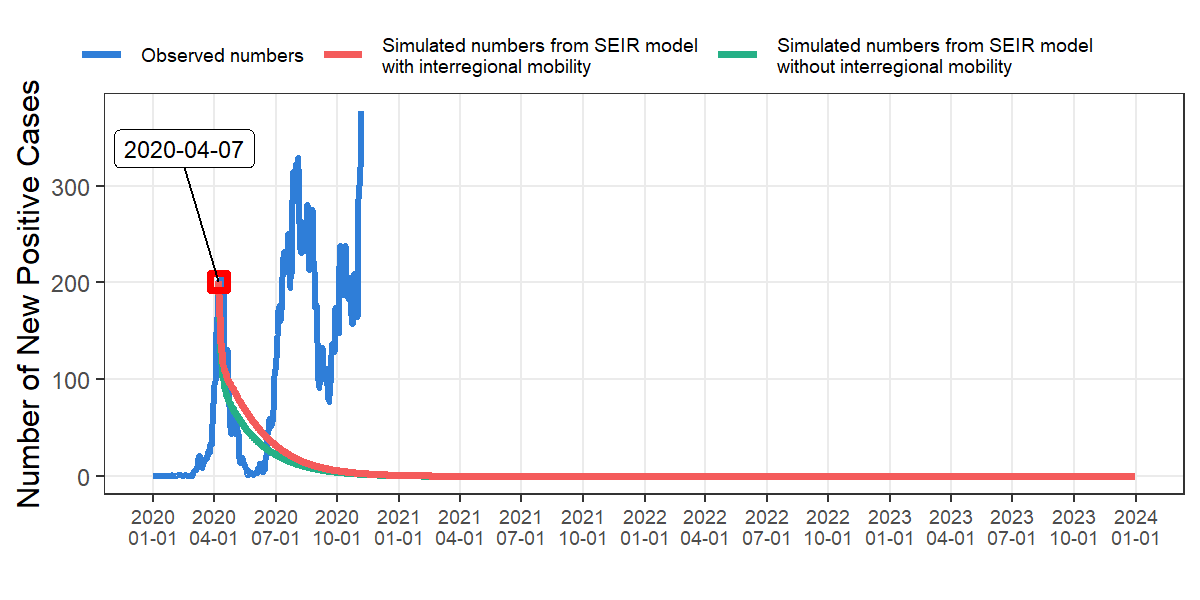 Observed numbers
Simulated numbers from SEIR model
with interregional mobility
Simulated numbers from SEIR model
without interregional mobility
Number of New Positive Cases
2020-04-07
300
200
100
0
2020 2020 2020 2020 2021 2021 2021 2021 2022 2022 2022 2022 2023 2023 2023 2023 2024
01-01 04-01 07-01 10-01 01-01 04-01 07-01 10-01 01-01 04-01 07-01 10-01 01-01 04-01 07-01 10-01 01-01